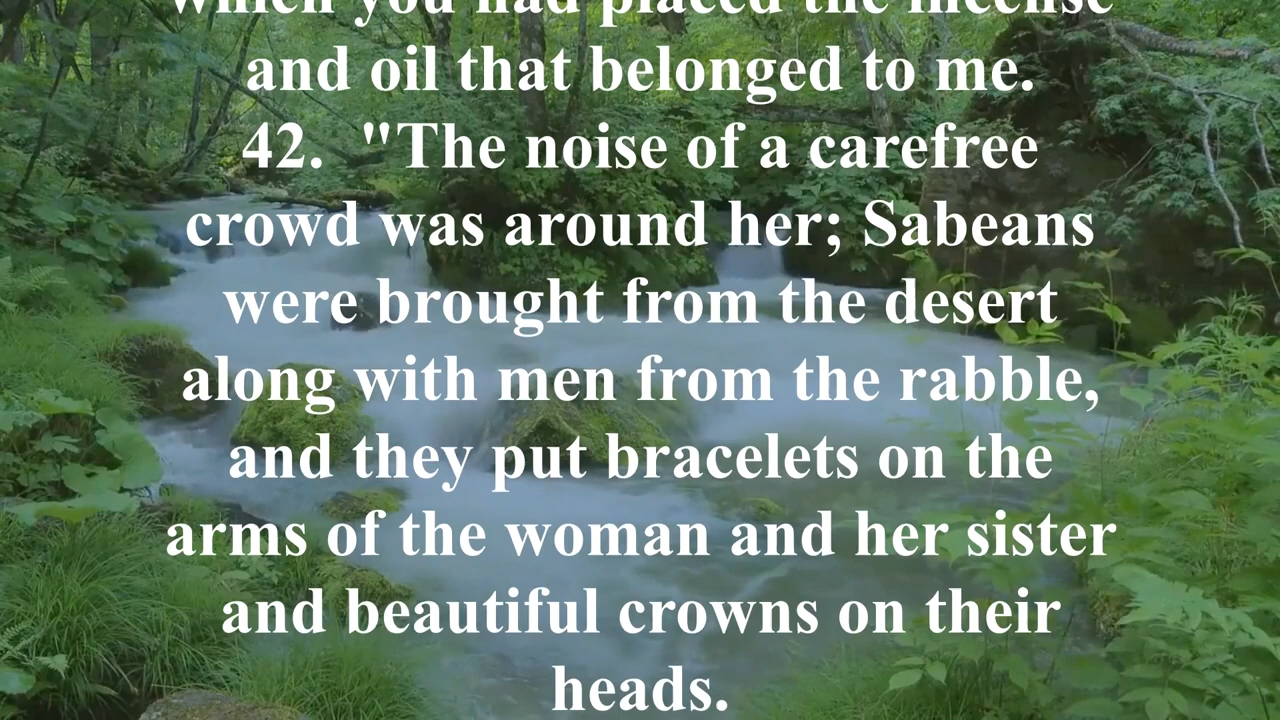 which you had placed the incense
and oil that belonged to me.
42. "The noise of a carefree
crowd was around her; Sabeans
were brought from the desert
along with men from the rabble,
and they put bracelets on the
arms of the woman and her sister
and beautiful crowns on their
heads.